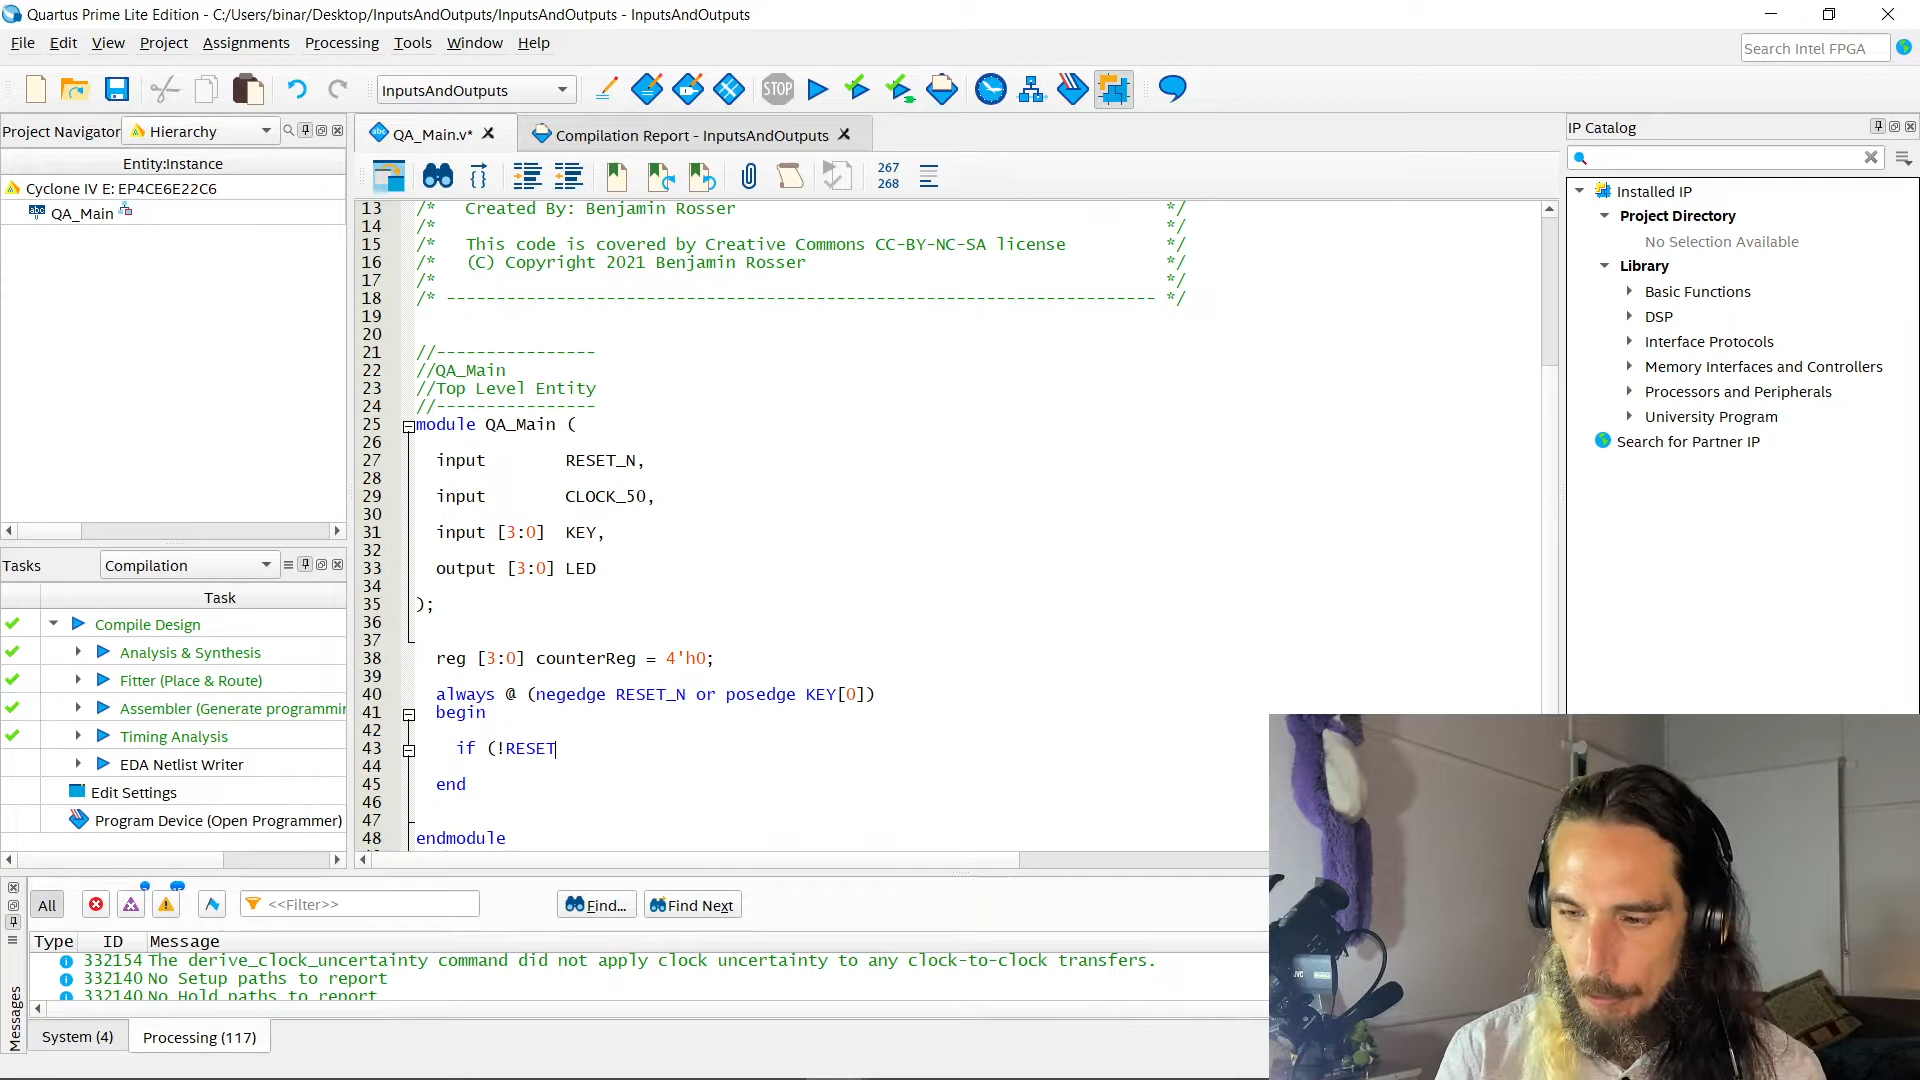 Quartus Prime Lite Edition - C:/Users/binar/Desktop/InputsAndOutputs/InputsAndOutputs - InputsAndOutputs
File Edit View Project Assignments Processing Tools Window Help
Search Intel FPGA
InputsAndOutputs
STOP
Project Navigator Hierarchy
QA_Main.v*
Compilation Report - InputsAndOutputs
IP Catalog
Entity:Instance
Cyclone IV E: EP4CE6E22C6
QA_Main
267
268
Installed IP
Project Directory
No Selection Available
Library
Basic Functions
DSP
Interface Protocols
Memory Interfaces and Controllers
Processors and Peripherals
University Program
Search for Partner IP
13 /* Created By: Benjamin Rosser */
14 /* */
15 /* This code is covered by Creative Commons CC-BY-NC-SA license */
16 /* (C) Copyright 2021 Benjamin Rosser */
17 /* */
18 /* ----------------------------------------------------------------------- */
19
20
21 //----------------
22 //QA_Main
23 //Top Level Entity
24 //----------------
25 module QA_Main (
26
27 input RESET_N,
28
29 input CLOCK_50,
30
31 input [3:0] KEY,
32
33 output [3:0] LED
34
35 );
36
37
38 reg [3:0] counterReg = 4'h0;
39
40 always @ (negedge RESET_N or posedge KEY[0])
41 begin
42
43 if (!RESET
44
45 end
46
47
48 endmodule
Tasks Compilation
Task
Compile Design
Analysis & Synthesis
Fitter (Place & Route)
Assembler (Generate programmin
Timing Analysis
EDA Netlist Writer
Edit Settings
Program Device (Open Programmer)
All
<<Filter>>
Find...
Find Next
Type ID Message
332154 The derive_clock_uncertainty command did not apply clock uncertainty to any clock-to-clock transfers.
332140 No Setup paths to report
332140 No Hold paths to report
Messages
System (4) Processing (117)
JVC